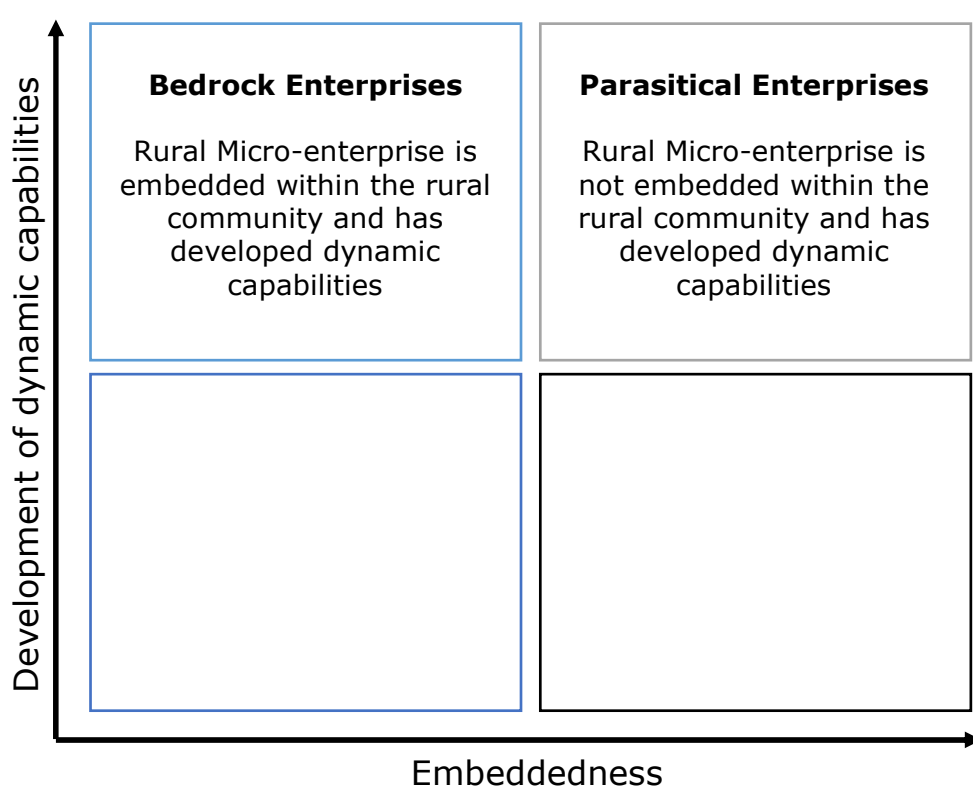 Development of dynamic capabilities
Bedrock Enterprises
Rural Micro-enterprise is
embedded within the rural
community and has
developed dynamic
capabilities
Parasitical Enterprises
Rural Micro-enterprise is
not embedded within the
rural community and has
developed dynamic
capabilities
Embeddedness